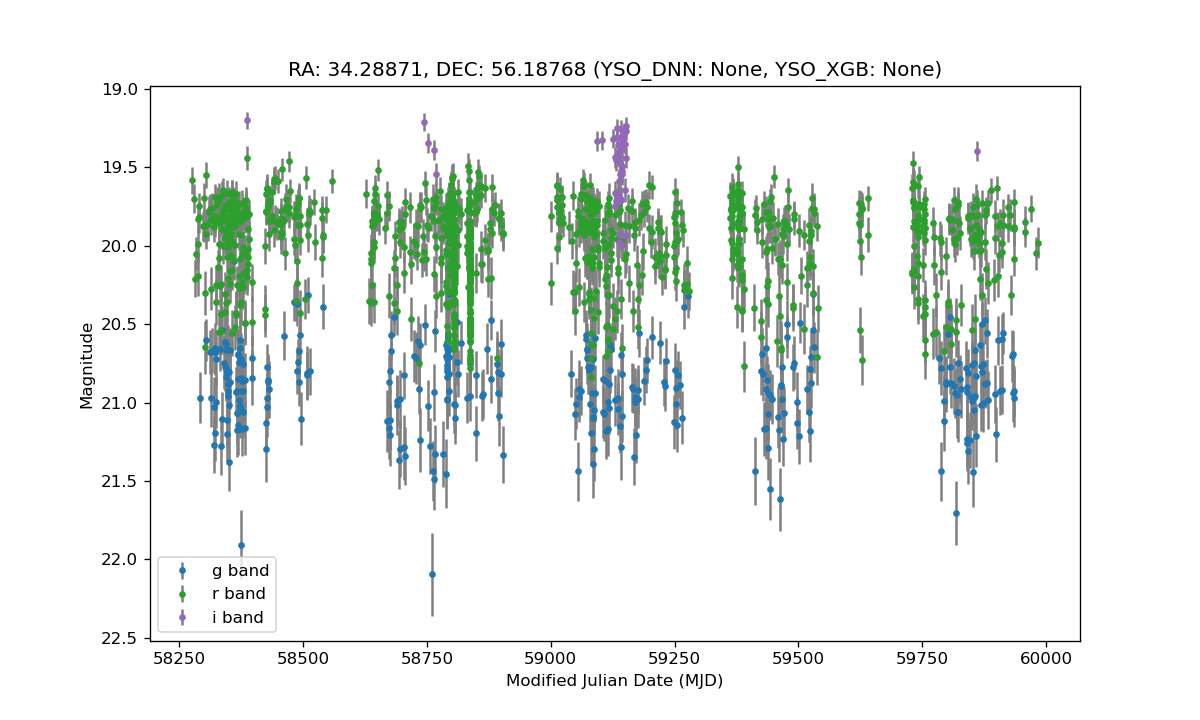 RA: 34.28871, DEC: 56.18768 (YSO_DNN: None, YSO_XGB: None)
19.0
19.5
20.0
20.5
21.0
21.5
22.0
22.5
Magnitude
g band
r band
i band
58250 58500 58750 59000 59250 59500 59750 60000
Modified Julian Date (MJD)